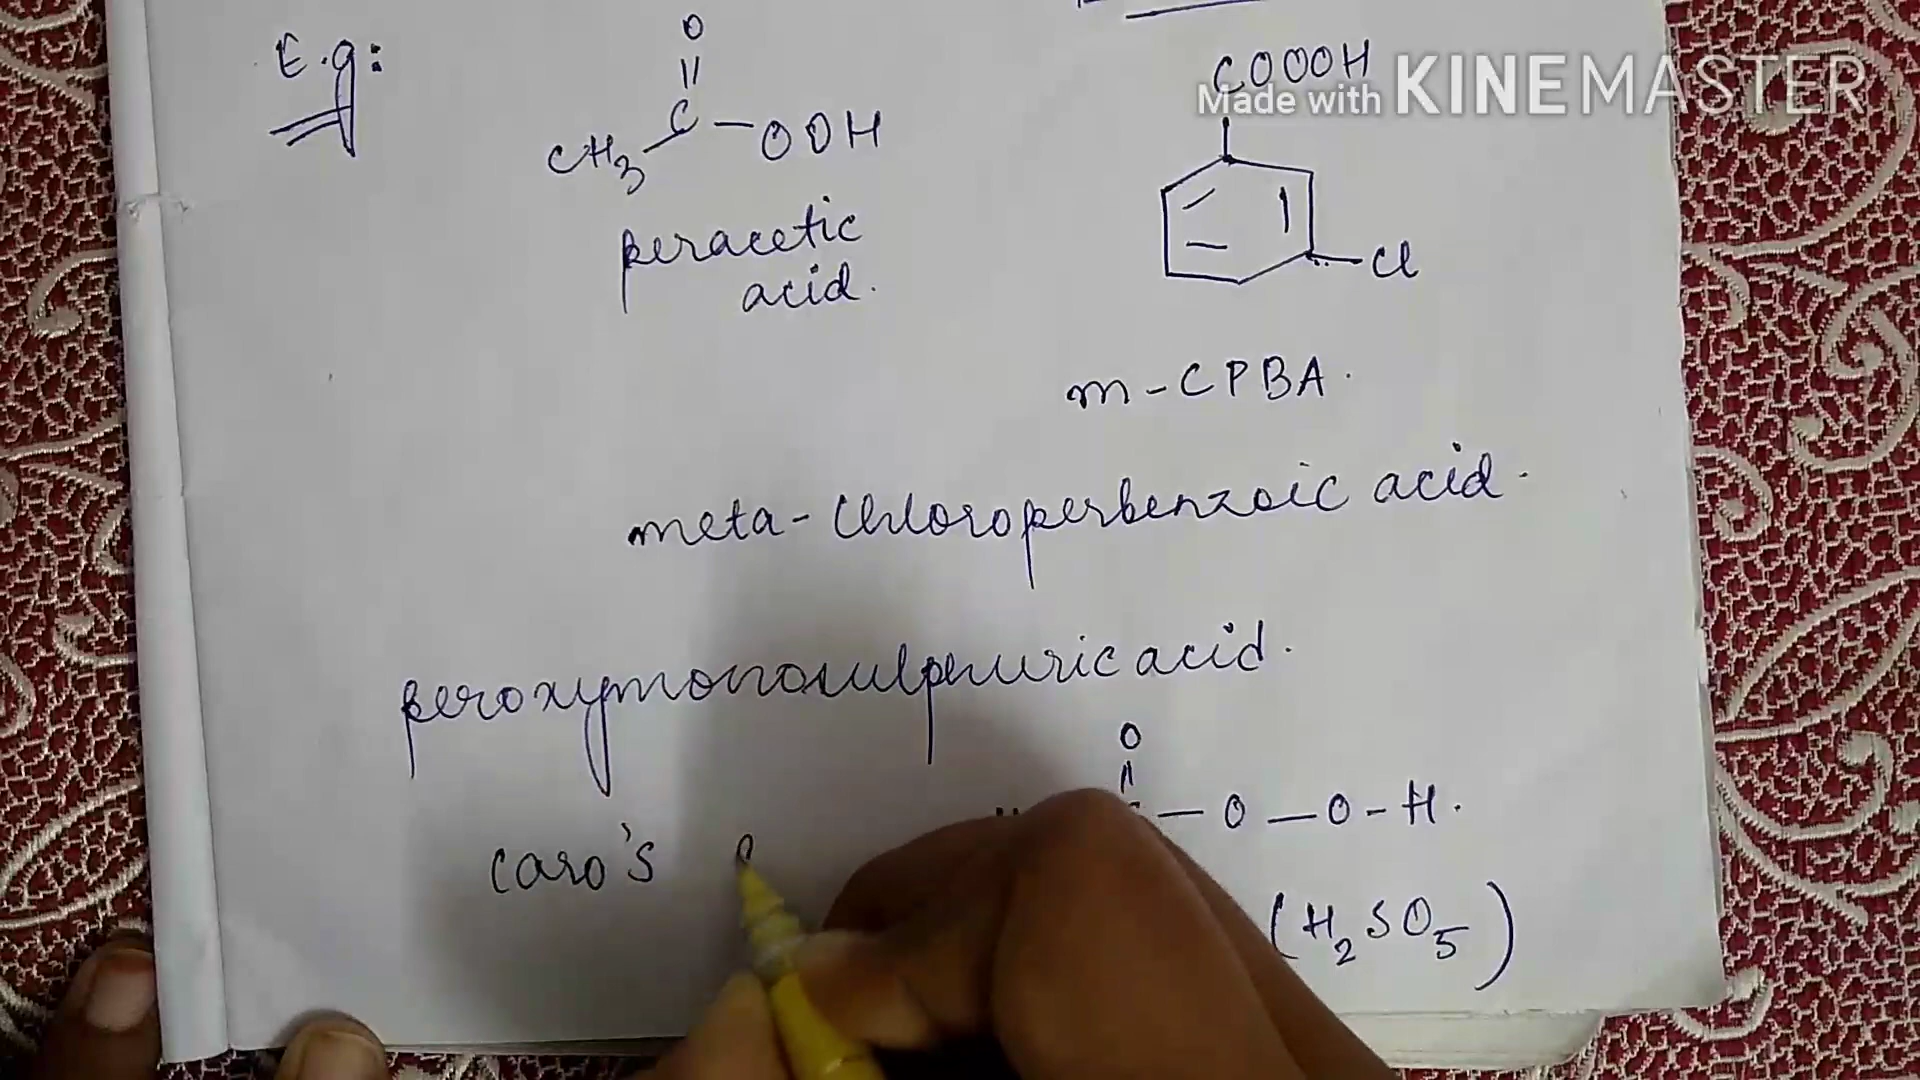 E.g:
O
||
CH3 C - OOH
peracetic
acid.
COOOH
Made with KINEMASTER
Cl
m-CPBA.
meta-chloroperbenzoic acid.
peroxymonosulphuric acid.
O
||
- O - O - H.
Caro's a
(H2SO5)